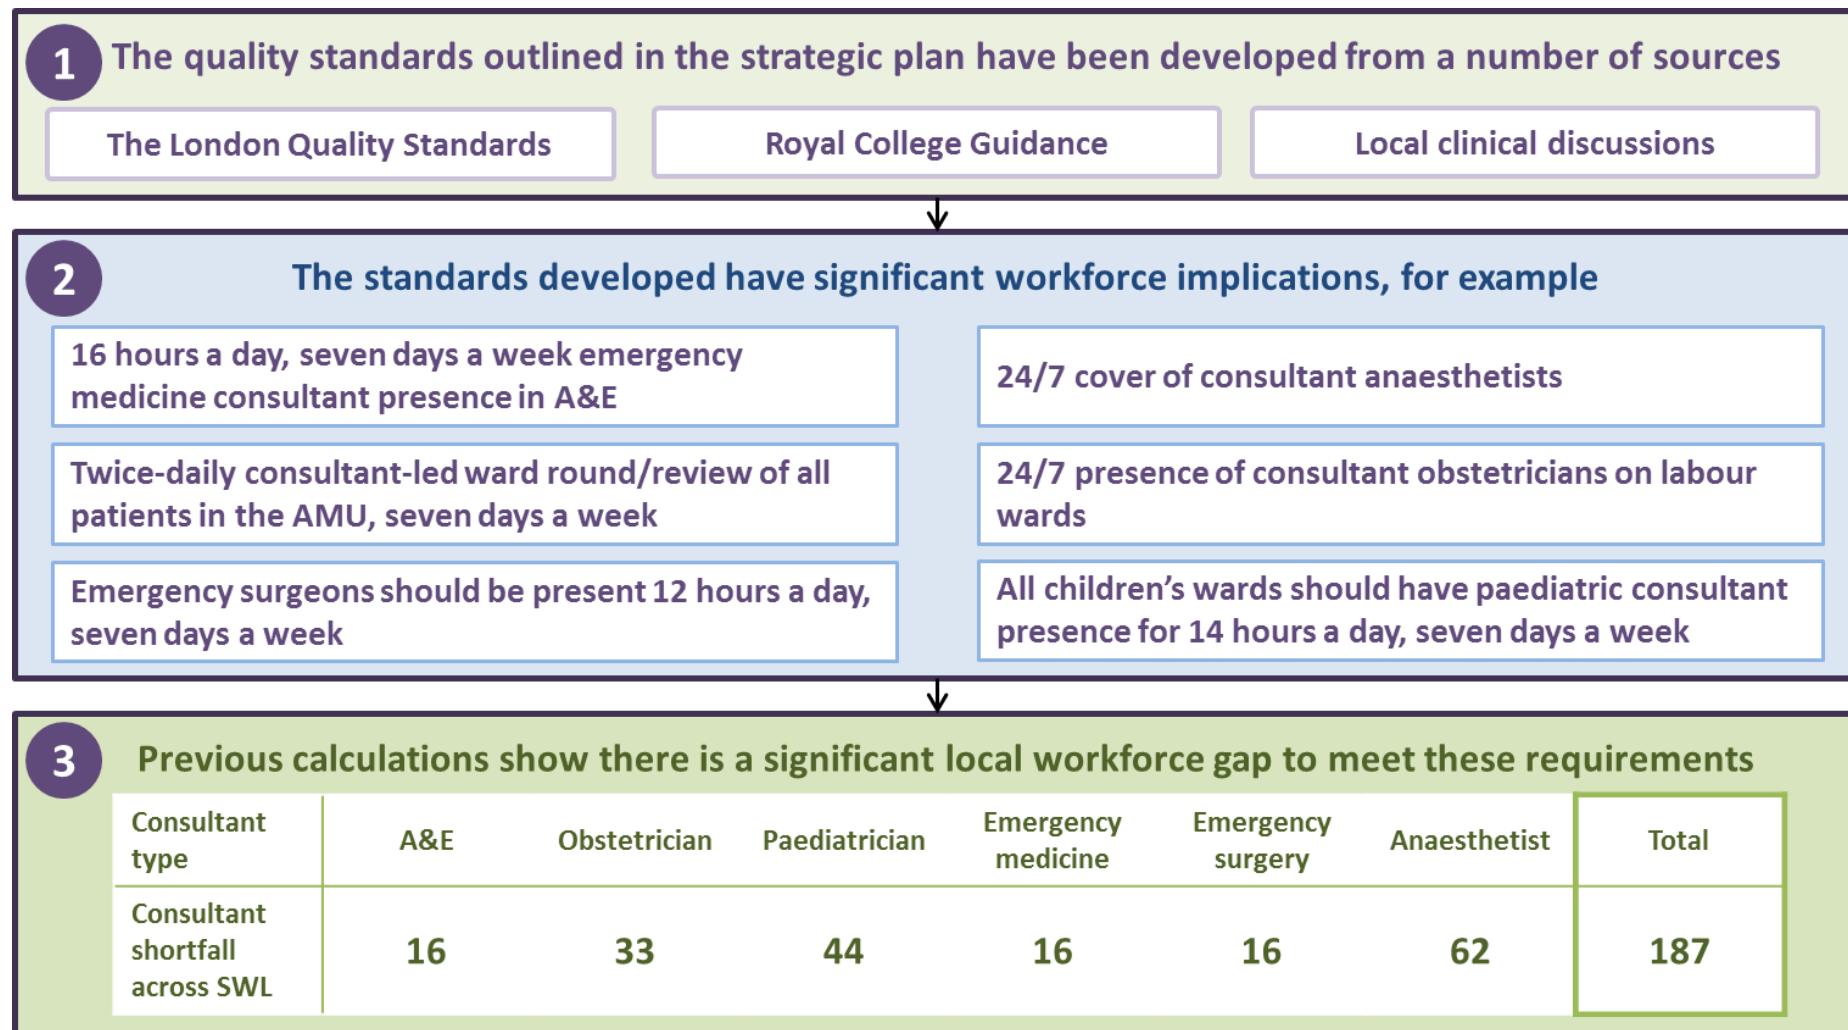 1
The quality standards outlined in the strategic plan have been developed from a number of sources
The London Quality Standards
Royal College Guidance
Local clinical discussions
2
The standards developed have significant workforce implications, for example
16 hours a day, seven days a week emergency
medicine consultant presence in A&E
24/7 cover of consultant anaesthetists
Twice-daily consultant-led ward round/review of all
patients in the AMU, seven days a week
24/7 presence of consultant obstetricians on labour
wards
Emergency surgeons should be present 12 hours a day,
seven days a week
All children’s wards should have paediatric consultant
presence for 14 hours a day, seven days a week
3
Previous calculations show there is a significant local workforce gap to meet these requirements
Consultant
type
A&E
Obstetrician
Paediatrician
Emergency
medicine
Emergency
surgery
Anaesthetist
Total
Consultant
shortfall
across SWL
16
33
44
16
16
62
187